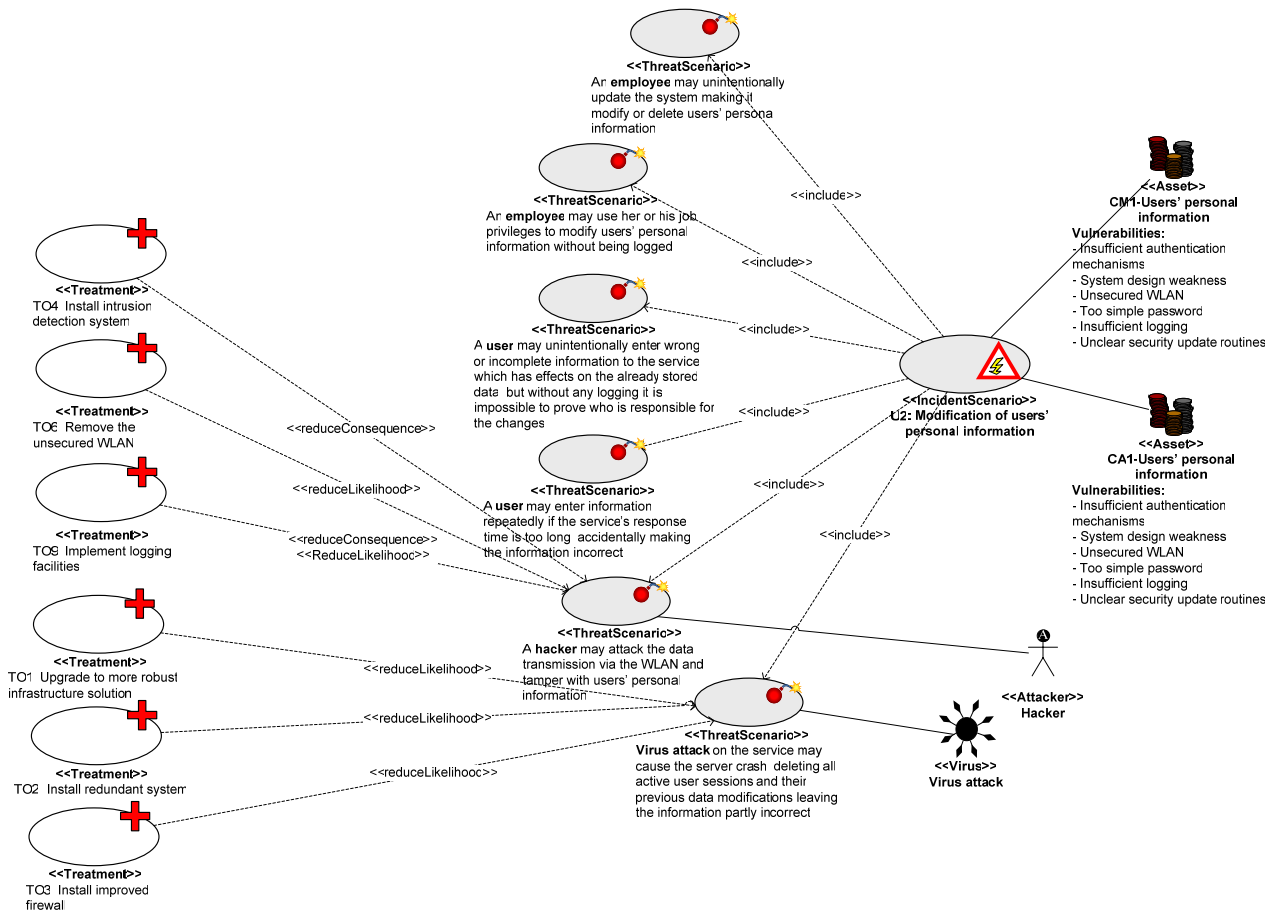 <<ThreatScenario>>
An employee may unintentionally
update the system making it
modify or delete users' persona
information
<<ThreatScenario>>
An employee may use her or his job
privileges to modify users' personal
information without being logged
<<ThreatScenario>>
A user may unintentionally enter wrong
or incomplete information to the service
which has effects on the already stored
data but without any logging it is
impossible to prove who is responsible for
the changes
<<ThreatScenario>>
A user may enter information
repeatedly if the service's response
time is too long accidentally making
the information incorrect
<<ThreatScenario>>
A hacker may attack the data
transmission via the WLAN and
tamper with users' personal
information
<<ThreatScenario>>
Virus attack on the service may
cause the server crash deleting all
active user sessions and their
previous data modifications leaving
the information partly incorrect
<<Treatment>>
TO4 Install intrusion
detection system
<<Treatment>>
TO6 Remove the
unsecured WLAN
<<Treatment>>
TO9 Implement logging
facilities
<<Treatment>>
TO1 Upgrade to more robust
infrastructure solution
<<Treatment>>
TO2 Install redundant system
<<Treatment>>
TO3 Install improved
firewall
<<reduceConsequence>>
<<reduceLikelihood>>
<<reduceConsequence>>
<<ReduceLikelihood>>
<<reduceLikelihood>>
<<reduceLikelihood>>
<<reduceLikelihood>>
<<include>>
<<include>>
<<include>>
<<include>>
<<include>>
<<include>>
<<IncidentScenario>>
U2: Modification of users'
personal information
<<Asset>>
CM1-Users' personal
information
Vulnerabilities:
- Insufficient authentication
mechanisms
- System design weakness
- Unsecured WLAN
- Too simple password
- Insufficient logging
- Unclear security update routines
<<Asset>>
CA1-Users' personal
information
Vulnerabilities:
- Insufficient authentication
mechanisms
- System design weakness
- Unsecured WLAN
- Too simple password
- Insufficient logging
- Unclear security update routines
A
<<Attacker>>
Hacker
<<Virus>>
Virus attack